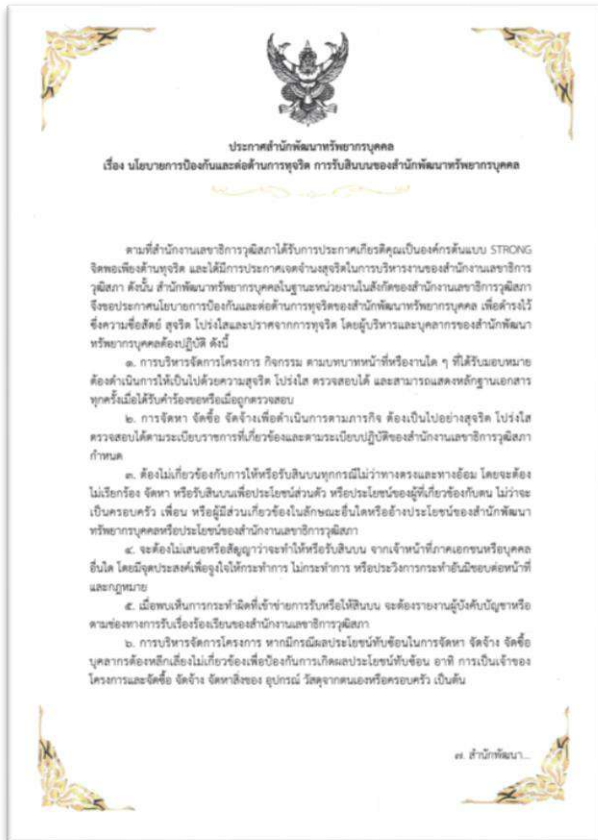 ประกาศสำนักพัฒนาทรัพยากรบุคคล
เรื่อง นโยบายการป้องกันและต่อต้านการทุจริต การรับสินบนของสำนักพัฒนาทรัพยากรบุคคล
ตามที่สำนักงานเลขาธิการวุฒิสภาได้รับการประกาศเกียรติคุณเป็นองค์กรต้นแบบ STRONG
จิตพอเพียงต้านทุจริต และได้มีการประกาศเจตจำนงสุจริตในการบริหารงานของสำนักงานเลขาธิการ
วุฒิสภา ดังนั้น สำนักพัฒนาทรัพยากรบุคคลในฐานะหน่วยงานในสังกัดของสำนักงานเลขาธิการวุฒิสภา
จึงขอประกาศนโยบายการป้องกันและต่อต้านการทุจริตของสำนักพัฒนาทรัพยากรบุคคล เพื่อดำรงไว้
ซึ่งความซื่อสัตย์ สุจริต โปร่งใสและปราศจากการทุจริต โดยผู้บริหารและบุคลากรของสำนักพัฒนา
ทรัพยากรบุคคลต้องปฏิบัติ ดังนี้
๑. การบริหารจัดการโครงการ กิจกรรม ตามบทบาทหน้าที่หรืองานใด ๆ ที่ได้รับมอบหมาย
ต้องดำเนินการให้เป็นไปด้วยความสุจริต โปร่งใส ตรวจสอบได้ และสามารถแสดงหลักฐานเอกสาร
ทุกครั้งเมื่อได้รับคำร้องขอหรือเมื่อถูกตรวจสอบ
๒. การจัดหา จัดซื้อ จัดจ้างเพื่อดำเนินการตามภารกิจ ต้องเป็นไปอย่างสุจริต โปร่งใส
ตรวจสอบได้ตามระเบียบราชการที่เกี่ยวข้องและตามระเบียบปฏิบัติของสำนักงานเลขาธิการวุฒิสภา
กำหนด
๓. ต้องไม่เกี่ยวข้องกับการให้หรือรับสินบนทุกกรณีไม่ว่าทางตรงและทางอ้อม โดยจะต้อง
ไม่เรียกร้อง จัดหา หรือรับสินบนเพื่อประโยชน์ส่วนตัว หรือประโยชน์ของผู้ที่เกี่ยวข้องกับตน ไม่ว่าจะ
เป็นครอบครัว เพื่อน หรือผู้มีส่วนเกี่ยวข้องในลักษณะอื่นใดหรืออ้างประโยชน์ของสำนักพัฒนา
ทรัพยากรบุคคลหรือประโยชน์ของสำนักงานเลขาธิการวุฒิสภา
๔. จะต้องไม่เสนอหรือสัญญาว่าจะทำให้หรือรับสินบน จากเจ้าหน้าที่ภาคเอกชนหรือบุคคล
อื่นใด โดยมีจุดประสงค์เพื่อจูงใจให้กระทำการ ไม่กระทำการ หรือประวิงการกระทำอันมิชอบต่อหน้าที่
และกฎหมาย
๕. เมื่อพบเห็นการกระทำผิดที่เข้าข่ายการรับหรือให้สินบน จะต้องรายงานผู้บังคับบัญชาหรือ
ตามช่องทางการรับเรื่องร้องเรียนของสำนักงานเลขาธิการวุฒิสภา
๖. การบริหารจัดการโครงการ หากมีกรณีผลประโยชน์ทับซ้อนในการจัดหา จัดจ้าง จัดซื้อ
บุคลากรต้องหลีกเลี่ยงไม่เกี่ยวข้องเพื่อป้องกันการเกิดผลประโยชน์ทับซ้อน อาทิ การเป็นเจ้าของ
โครงการและจัดซื้อ จัดจ้าง จัดหาสิ่งของ อุปกรณ์ วัสดุจากตนเองหรือครอบครัว เป็นต้น
๗. สำนักพัฒนา...